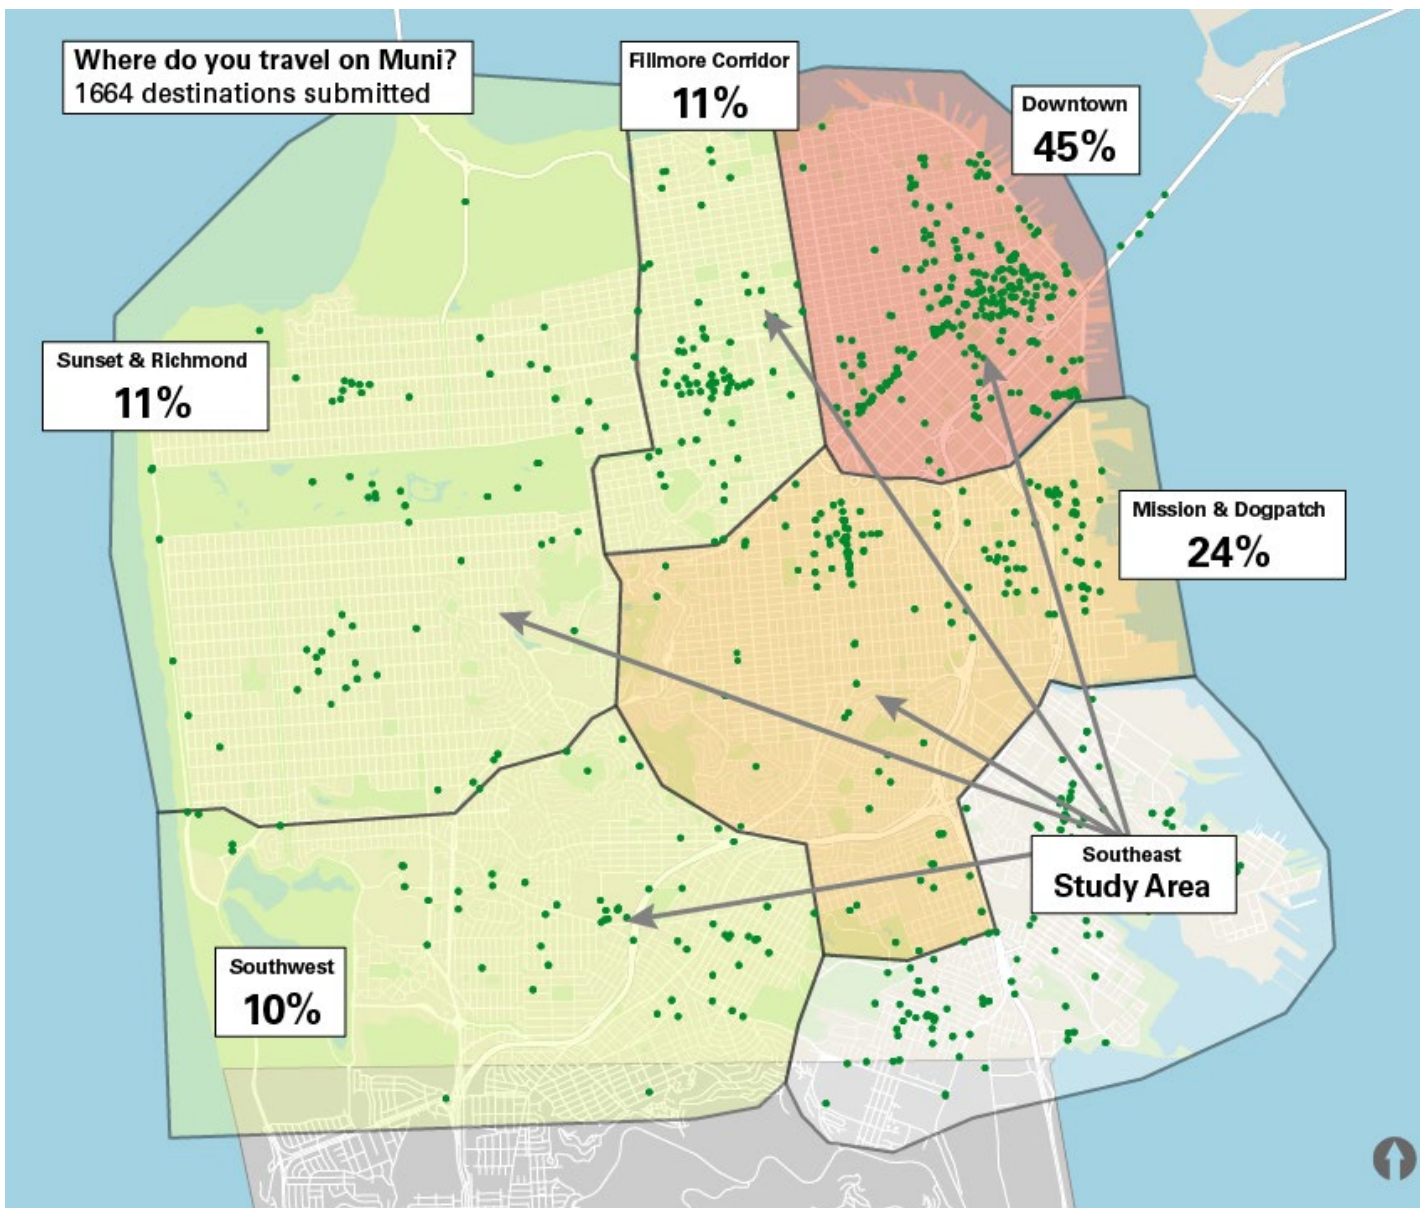 Where do you travel on Muni?
1664 destinations submitted
Fillmore Corridor
11%
Downtown
45%
Sunset & Richmond
11%
Mission & Dogpatch
24%
Southeast
Study Area
Southwest
10%